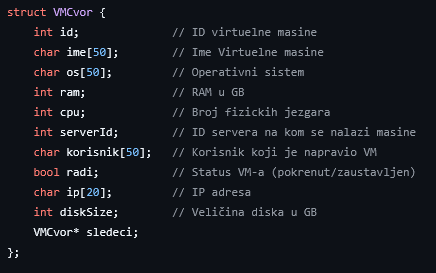 struct VMCvor {
    int id;              // ID virtuelne masine
    char ime[50];        // Ime Virtuelne masine
    char os[50];         // Operativni sistem
    int ram;             // RAM u GB
    int cpu;             // Broj fizickih jezgara
    int serverId;        // ID servera na kom se nalazi masine
    char korisnik[50];   // Korisnik koji je napravio VM
    bool radi;           // Status VM-a (pokrenut/zaustavljen)
    char ip[20];         // IP adresa
    int diskSize;        // Veličina diska u GB
    VMCvor* sledeci;
};